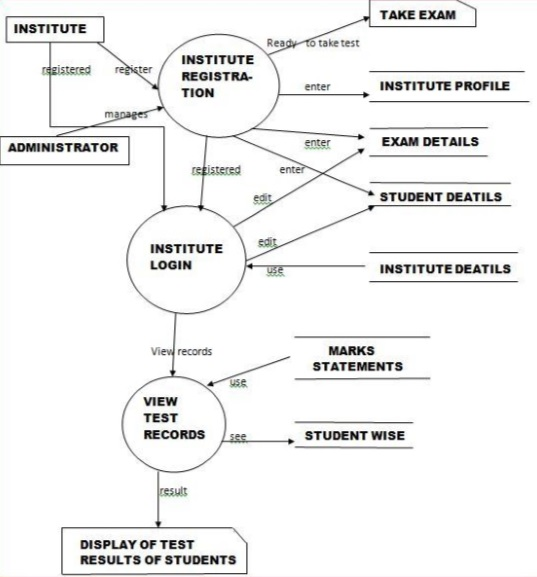 TAKE EXAM
INSTITUTE
Ready to take test
INSTITUTE
REGISTRA-
TION
registered
register
enter
INSTITUTE PROFILE
manages
ADMINISTRATOR
enter
EXAM DETAILS
registered
enter
edit
STUDENT DEATILS
INSTITUTE
LOGIN
edit
use
INSTITUTE DEATILS
View records
MARKS
STATEMENTS
use
VIEW
TEST
RECORDS
see
STUDENT WISE
result
DISPLAY OF TEST
RESULTS OF STUDENTS